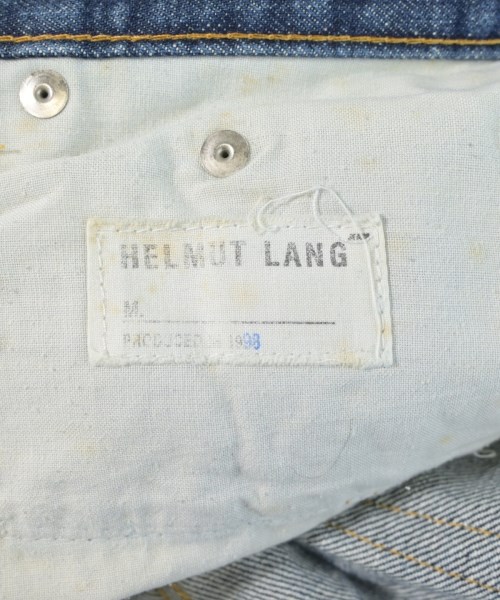 HELMUT LANG
M.
PRODUCED IN 1998